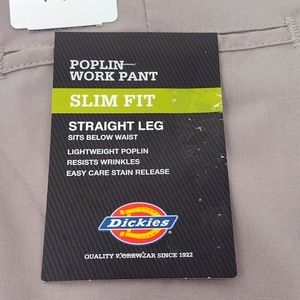 POPLIN
WORK PANT
SLIM FIT
STRAIGHT LEG
SITS BELOW WAIST
LIGHTWEIGHT POPLIN
RESISTS WRINKLES
EASY CARE STAIN RELEASE
Dickies
QUALITY WORKWEAR SINCE 1922